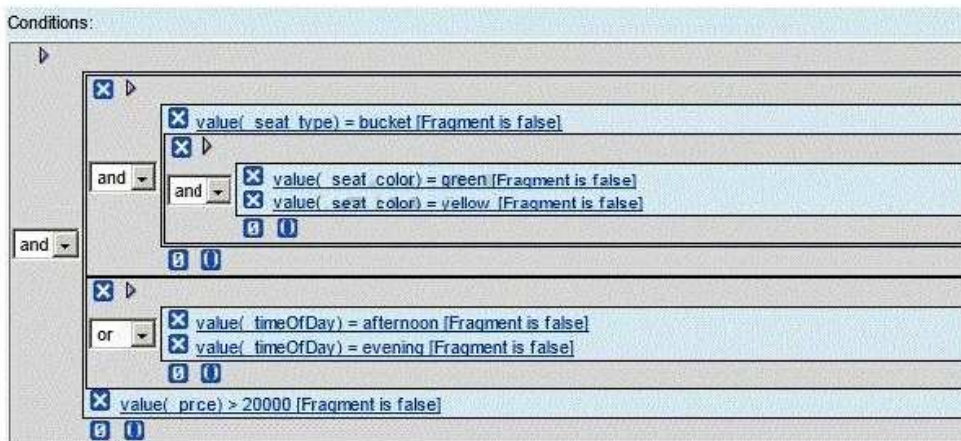 Conditions:
value( seat type) = bucket [Fragment is false]
and
and
value( seat color) = green [Fragment is false]
value( seat color) = yellow [Fragment is false]
and
or
value( timeOfDay) = afternoon [Fragment is false]
value( timeOfDay) = evening [Fragment is false]
value( prce) > 20000 [Fragment is false]